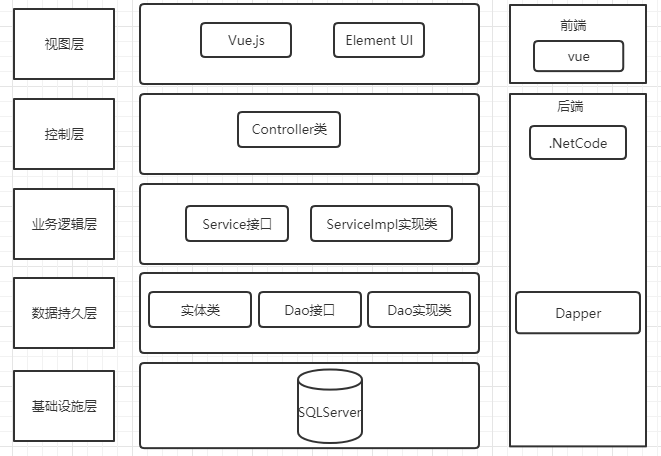 视图层
Vue.js
Element UI
前端
vue
控制层
Controller类
后端
.NetCode
业务逻辑层
Service接口
ServiceImpl实现类
数据持久层
实体类
Dao接口
Dao实现类
Dapper
基础设施层
SQLServer